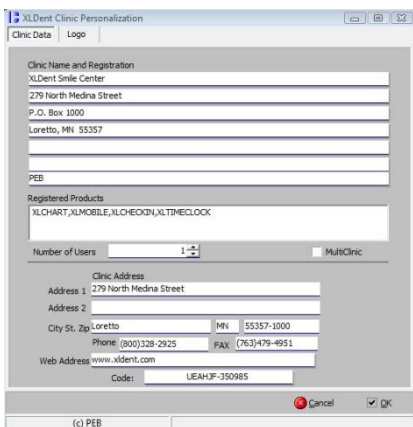 XLDent Clinic Personalization
Clinic Data Logo
Clinic Name and Registration
XLDent Smile Center
279 North Medina Street
P.O. Box 1000
Loretto, MN 55357
PEB
Registered Products
XLCHART,XLMOBILE,XLCHECKIN,XLTIMECLOCK
Number of Users 1 MultiClinic
Clinic Address
Address 1 279 North Medina Street
Address 2
City St. Zip Loretto MN 55357-1000
Phone (800)328-2925 FAX (763)479-4951
Web Address www.xldent.com
Code: UEAHJF-350985
Cancel OK
(c) PEB